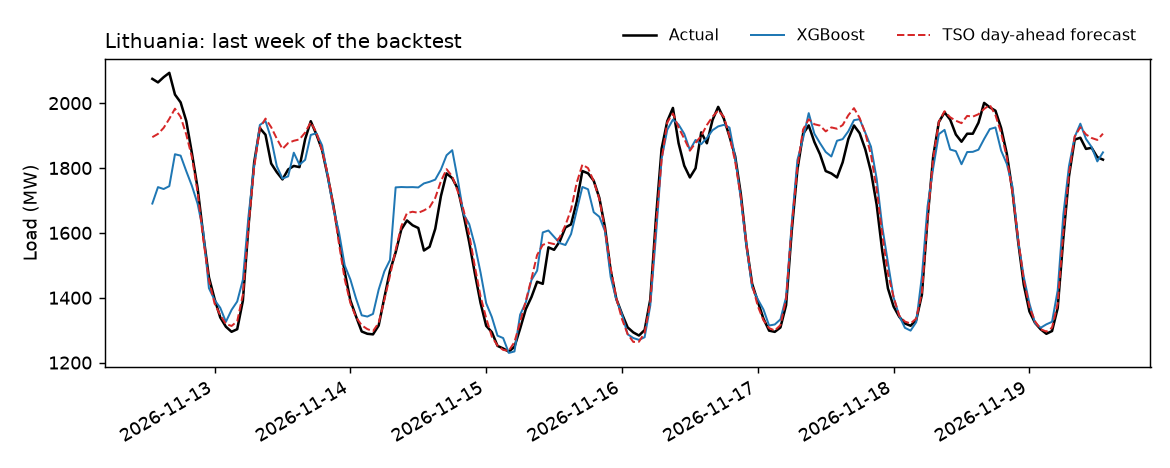 Lithuania: last week of the backtest
Actual XGBoost TSO day-ahead forecast
Load (MW)
2000
1800
1600
1400
1200
2026-11-13 2026-11-14 2026-11-15 2026-11-16 2026-11-17 2026-11-18 2026-11-19